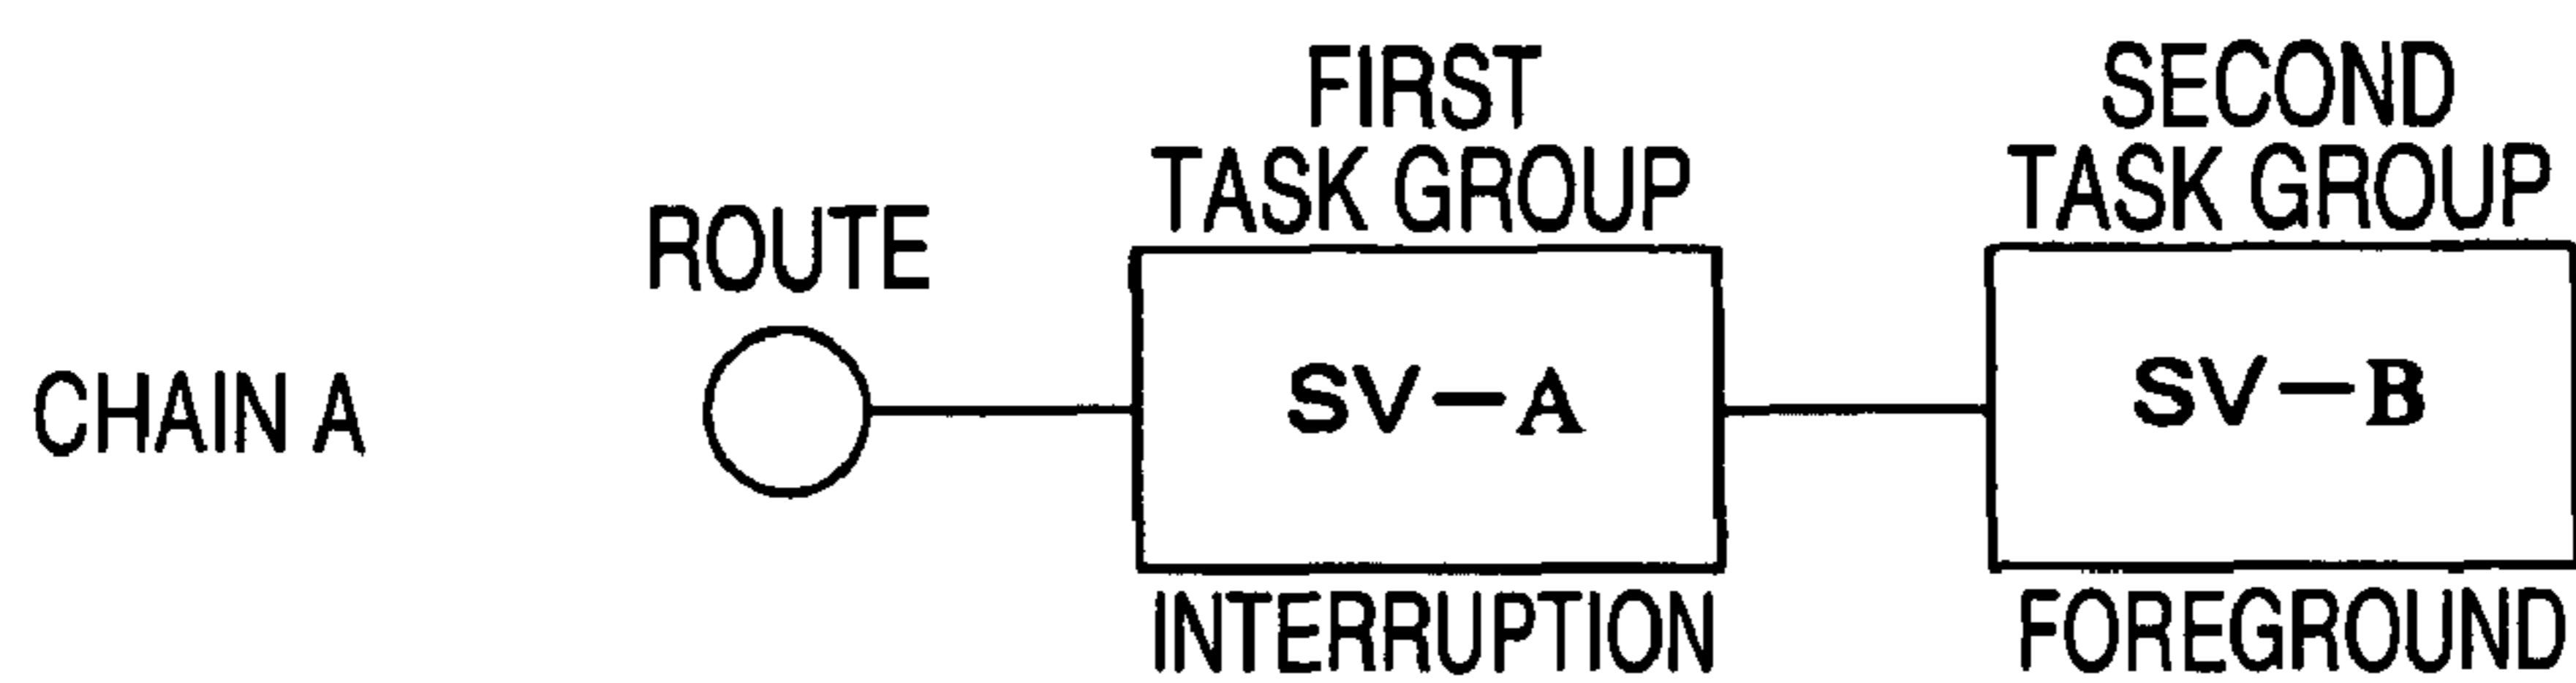 FIRST
TASK GROUP
SECOND
TASK GROUP
ROUTE
CHAIN A
SV-A
SV-B
INTERRUPTION
FOREGROUND